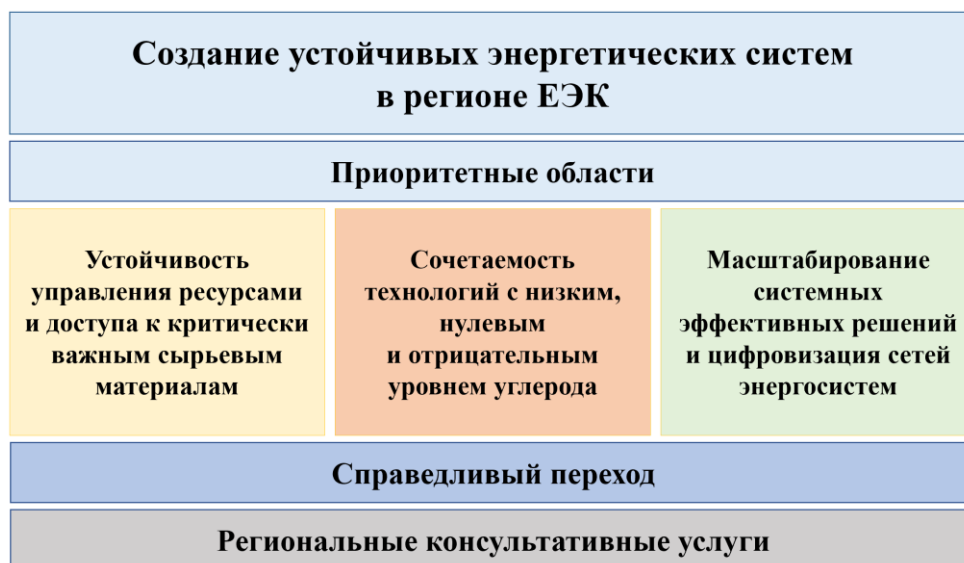 Создание устойчивых энергетических систем
в регионе ЕЭК
Приоритетные области
Устойчивость
управления ресурсами
и доступа к критически
важным сырьевым
материалам
Сочетаемость
технологий с низким,
нулевым
и отрицательным
уровнем углерода
Масштабирование
системных
эффективных решений
и цифровизация сетей
энергосистем
Справедливый переход
Региональные консультативные услуги